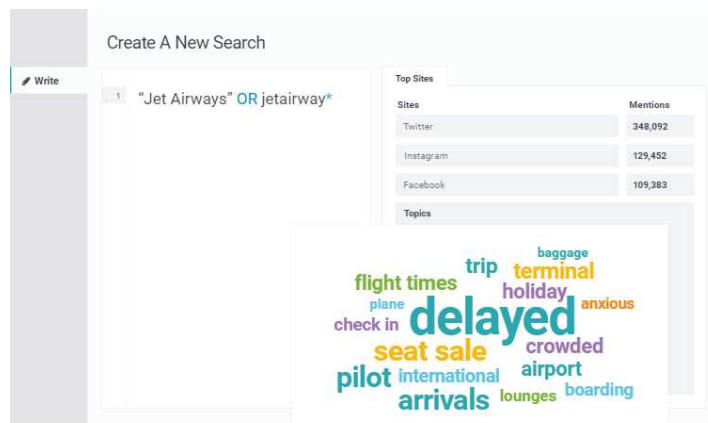 Create A New Search
Write
1 “Jet Airways” OR jetairway*
Top Sites
Sites Mentions
Twitter 348,092
Instagram 129,452
Facebook 109,383
Topics
baggage
trip terminal
flight times holiday
plane delayed anxious
check in
seat sale crowded
pilot international airport
arrivals lounges boarding